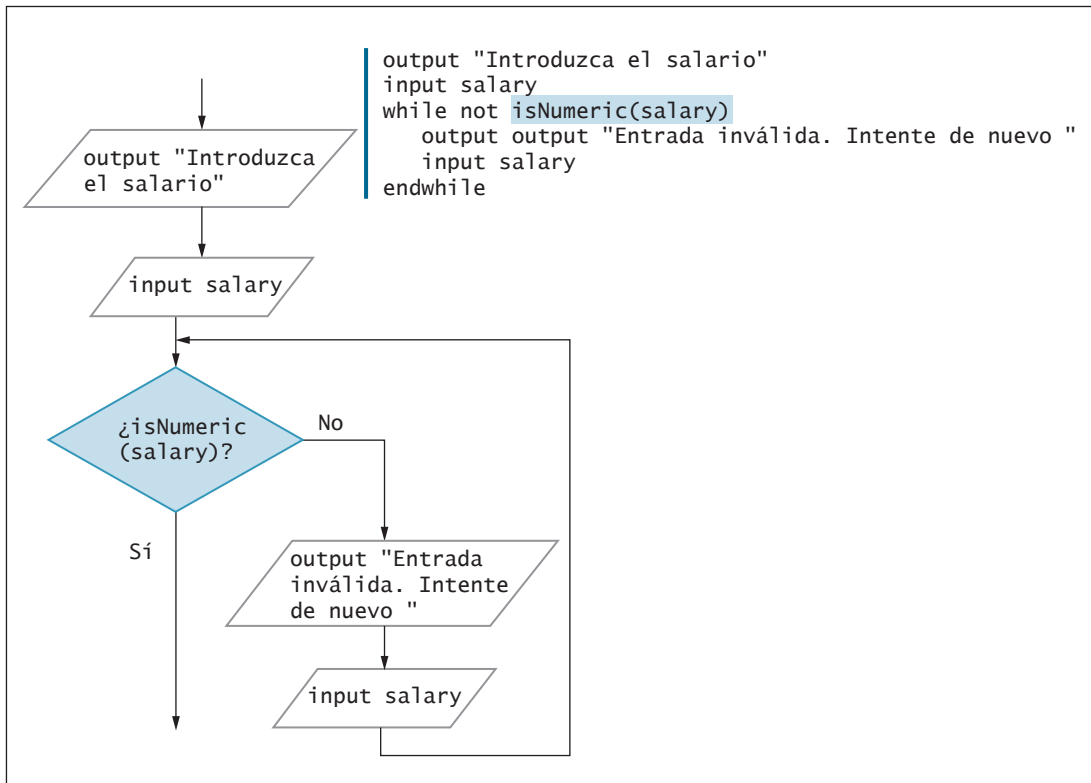 output "Introduzca el salario"
input salary
while not isNumeric(salary)
output output "Entrada inválida. Intente de nuevo "
input salary
endwhile
output "Introduzca
el salario"
input salary
¿isNumeric
(salary)?
No
Sí
output "Entrada
inválida. Intente
de nuevo "
input salary